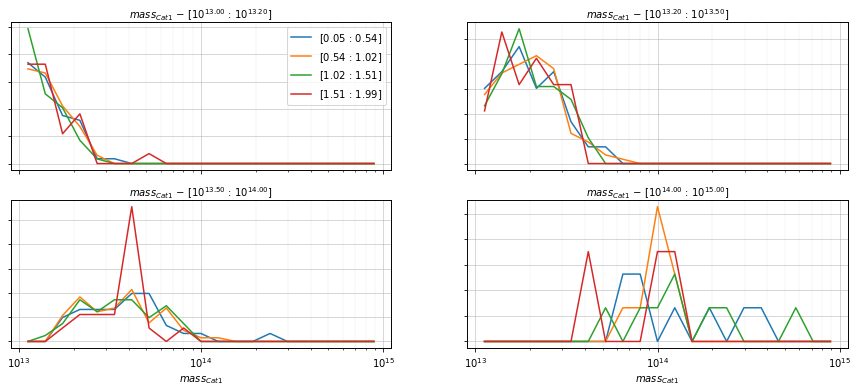 mass_Cat1 − [10^13.00 : 10^13.20]
[0.05 : 0.54]
[0.54 : 1.02]
[1.02 : 1.51]
[1.51 : 1.99]
mass_Cat1 − [10^13.20 : 10^13.50]
mass_Cat1 − [10^13.50 : 10^14.00]
10^13 10^14 10^15
mass_Cat1
mass_Cat1 − [10^14.00 : 10^15.00]
10^13 10^14 10^15
mass_Cat1